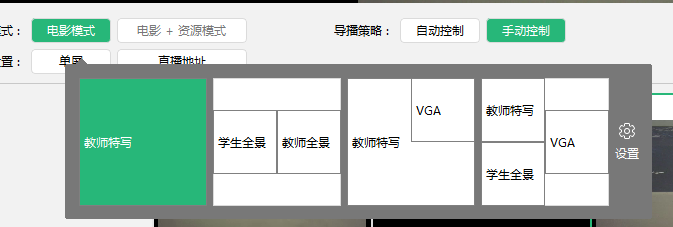 式： 电影模式 电影 + 资源模式 导播策略： 自动控制 手动控制
置： 单 直播地址
教师特写
学生全景 教师全景
教师特写 VGA
教师特写 VGA
学生全景
设置